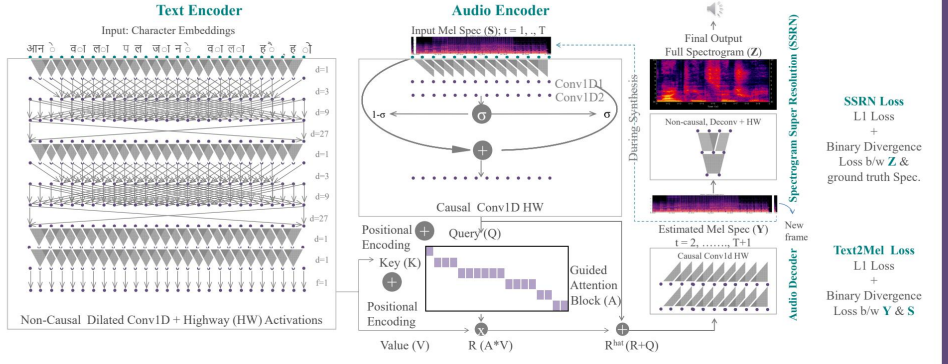 Text Encoder
Input: Character Embeddings
आन े व ा ल ा प ल ज ा न े व ा ल ा ह ै ह ो
d=1
d=3
d=9
d=27
d=1
d=3
d=9
d=27
d=1
d=1
f=1
Non-Causal Dilated Conv1D + Highway (HW) Activations
Audio Encoder
Input Mel Spec (S); t = 1, ., T
Conv1D1
Conv1D2
1-σ
σ
σ
+
Causal Conv1D HW
Positional
Encoding
+
Query (Q)
Key (K)
+
Positional
Encoding
Guided
Attention
Block (A)
Value (V)
x
R (A*V)
+
Rhat (R+Q)
During Synthesis
Final Output
Full Spectrogram (Z)
Non-causal, Deconv + HW
Spectrogram Super Resolution (SSRN)
Estimated Mel Spec (Y)
t = 2, ......., T+1
New
frame
Causal Conv1d HW
Audio Decoder
SSRN Loss
L1 Loss
+
Binary Divergence
Loss b/w Z &
ground truth Spec.
Text2Mel Loss
L1 Loss
+
Binary Divergence
Loss b/w Y & S